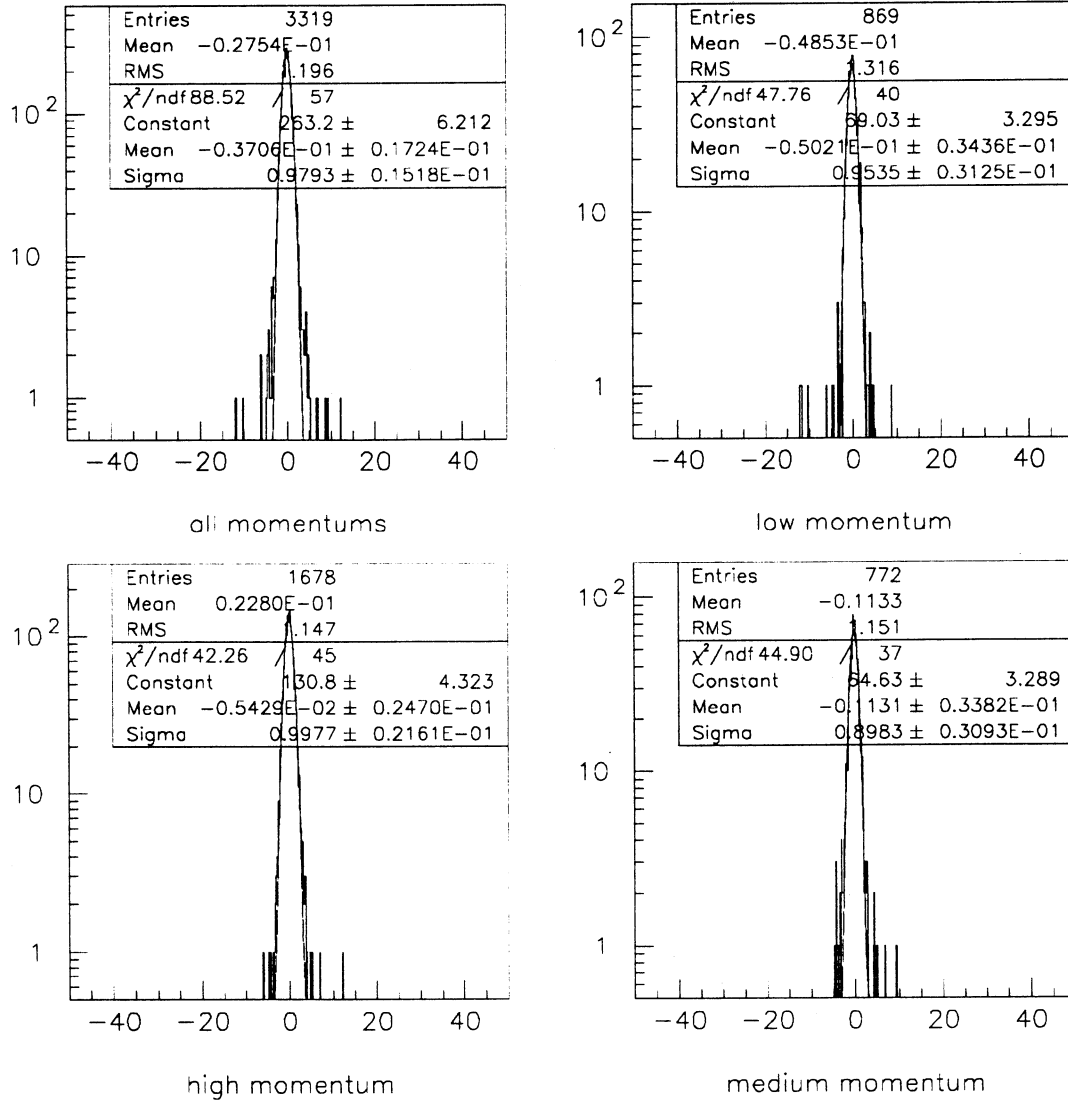 Entries 3319
Mean −0.2754E−01
RMS .196
χ²/ndf 88.52 / 57
Constant 263.2 ± 6.212
Mean −0.3706E−01 ± 0.1724E−01
Sigma 0.9793 ± 0.1518E−01
10²
10
1
−40 −20 0 20 40
all momentums
Entries 869
Mean −0.4853E−01
RMS .316
χ²/ndf 47.76 / 40
Constant 69.03 ± 3.295
Mean −0.5021E−01 ± 0.3436E−01
Sigma 0.9535 ± 0.3125E−01
10²
10
1
−40 −20 0 20 40
low momentum
Entries 1678
Mean 0.2280E−01
RMS .147
χ²/ndf 42.26 / 45
Constant 130.8 ± 4.323
Mean −0.5429E−02 ± 0.2470E−01
Sigma 0.9977 ± 0.2161E−01
10²
10
1
−40 −20 0 20 40
high momentum
Entries 772
Mean −0.1133
RMS .151
χ²/ndf 44.90 / 37
Constant 64.63 ± 3.289
Mean −0.1131 ± 0.3382E−01
Sigma 0.8983 ± 0.3093E−01
10²
10
1
−40 −20 0 20 40
medium momentum